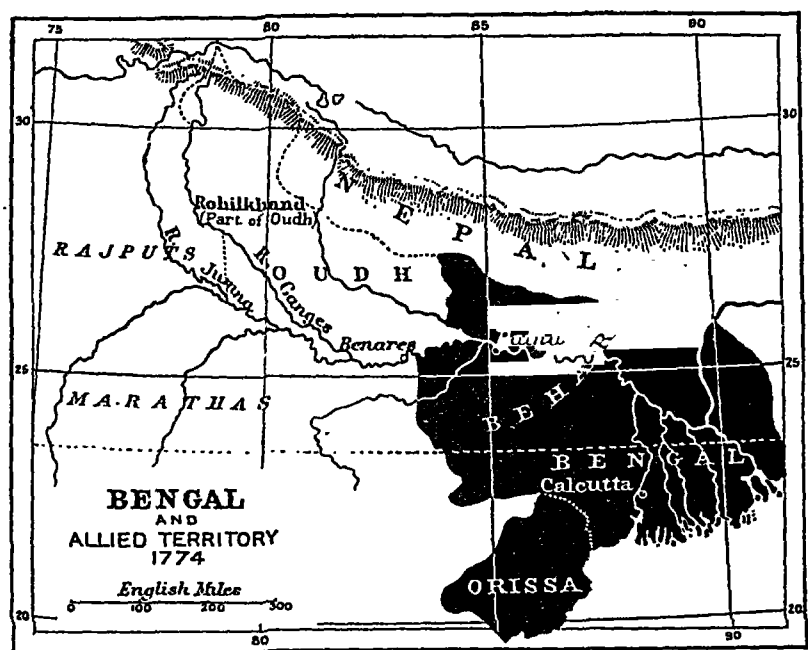 75
80
85
90
30
30
NEPAL
Rohilkhand
(Part of Oudh)
RAJPUTS
R. Jumna
OUDH
R. Ganges
Benares
25
25
MARATHAS
BEHAR
BENGAL
Calcutta
BENGAL
AND
ALLIED TERRITORY
1774
English Miles
0 100 200 300
ORISSA
20
20
80
90